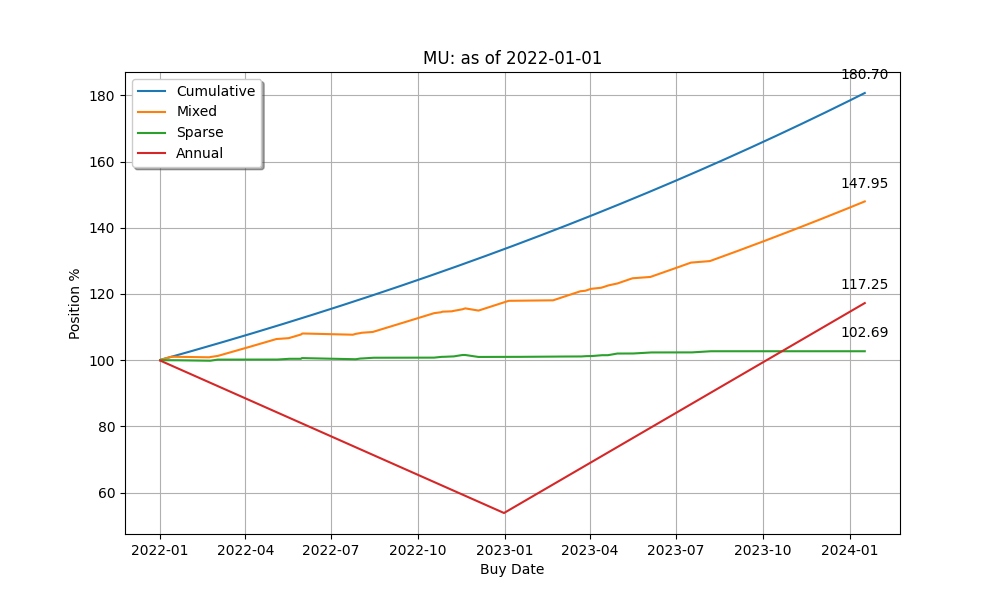 MU: as of 2022-01-01
180.70
180
Cumulative
Mixed
Sparse
Annual
160
147.95
140
120
117.25
102.69
100
80
60
Position %
2022-01 2022-04 2022-07 2022-10 2023-01 2023-04 2023-07 2023-10 2024-01
Buy Date